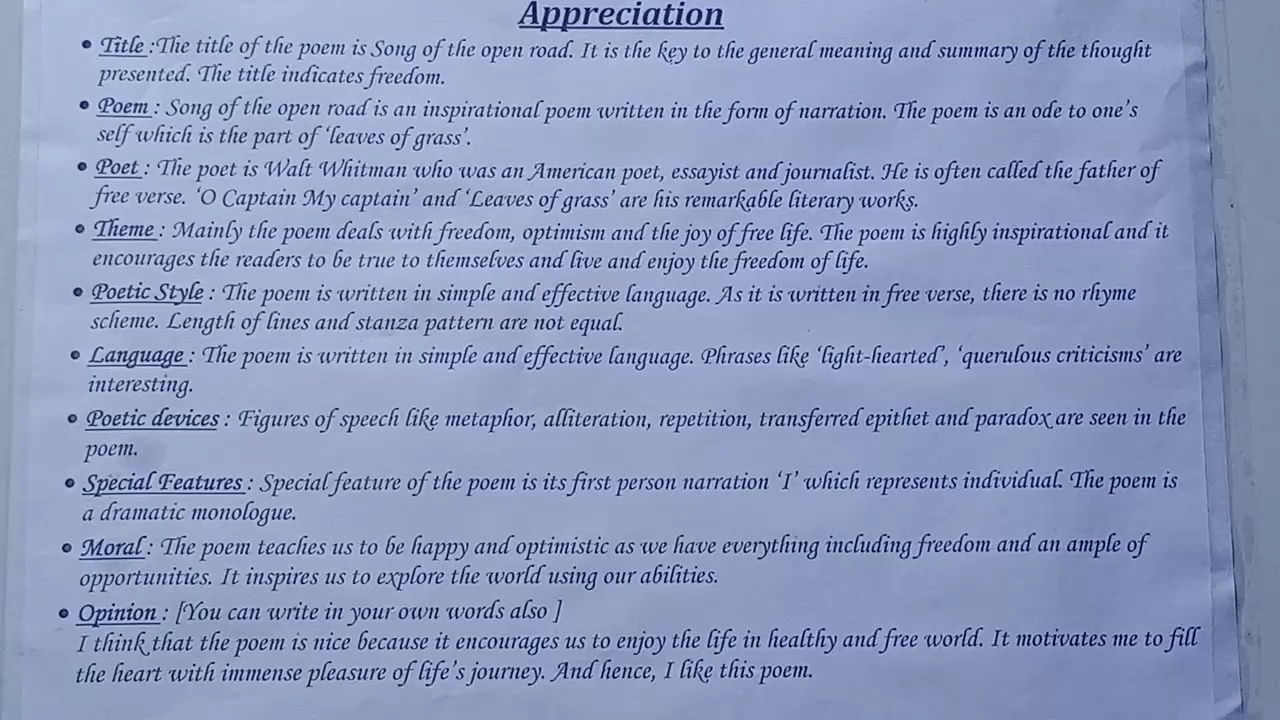 Appreciation
• Title :The title of the poem is Song of the open road. It is the key to the general meaning and summary of the thought
presented. The title indicates freedom.
• Poem : Song of the open road is an inspirational poem written in the form of narration. The poem is an ode to one's
self which is the part of 'leaves of grass'.
• Poet : The poet is Walt Whitman who was an American poet, essayist and journalist. He is often called the father of
free verse. 'O Captain My captain' and 'Leaves of grass' are his remarkable literary works.
• Theme : Mainly the poem deals with freedom, optimism and the joy of free life. The poem is highly inspirational and it
encourages the readers to be true to themselves and live and enjoy the freedom of life.
• Poetic Style : The poem is written in simple and effective language. As it is written in free verse, there is no rhyme
scheme. Length of lines and stanza pattern are not equal.
• Language : The poem is written in simple and effective language. Phrases like 'light-hearted', 'querulous criticisms' are
interesting.
• Poetic devices : Figures of speech like metaphor, alliteration, repetition, transferred epithet and paradox are seen in the
poem.
• Special Features : Special feature of the poem is its first person narration 'I' which represents individual. The poem is
a dramatic monologue.
• Moral : The poem teaches us to be happy and optimistic as we have everything including freedom and an ample of
opportunities. It inspires us to explore the world using our abilities.
• Opinion : [You can write in your own words also ]
I think that the poem is nice because it encourages us to enjoy the life in healthy and free world. It motivates me to fill
the heart with immense pleasure of life's journey. And hence, I like this poem.